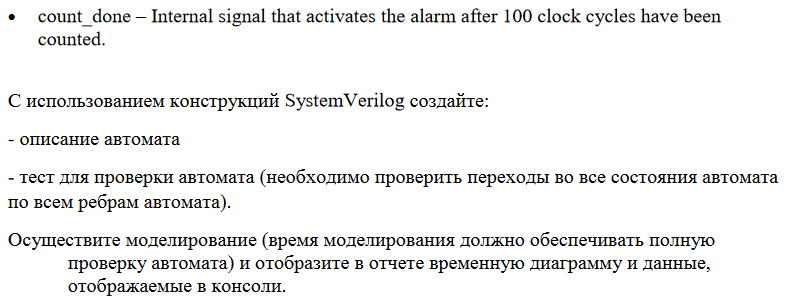 • count_done – Internal signal that activates the alarm after 100 clock cycles have been
counted.
С использованием конструкций SystemVerilog создайте:
- описание автомата
- тест для проверки автомата (необходимо проверить переходы во все состояния автомата
по всем ребрам автомата).
Осуществите моделирование (время моделирования должно обеспечивать полную
проверку автомата) и отобразите в отчете временную диаграмму и данные,
отображаемые в консоли.